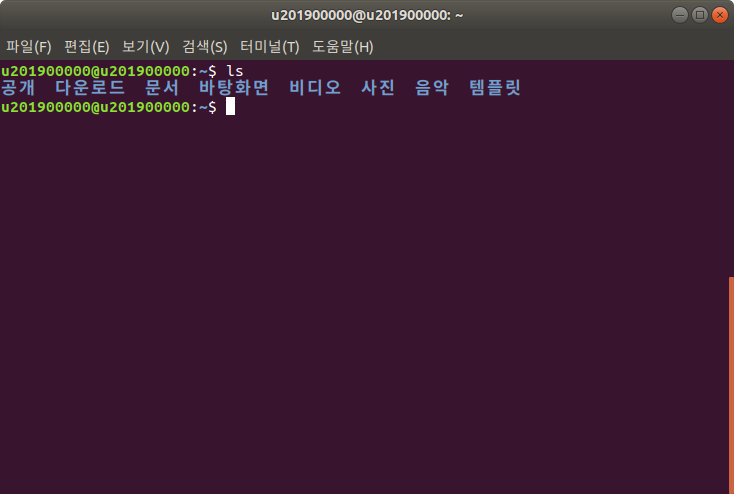 u201900000@u201900000: ~
파일(F) 편집(E) 보기(V) 검색(S) 터미널(T) 도움말(H)
u201900000@u201900000:~$ ls
공개 다운로드 문서 바탕화면 비디오 사진 음악 템플릿
u201900000@u201900000:~$